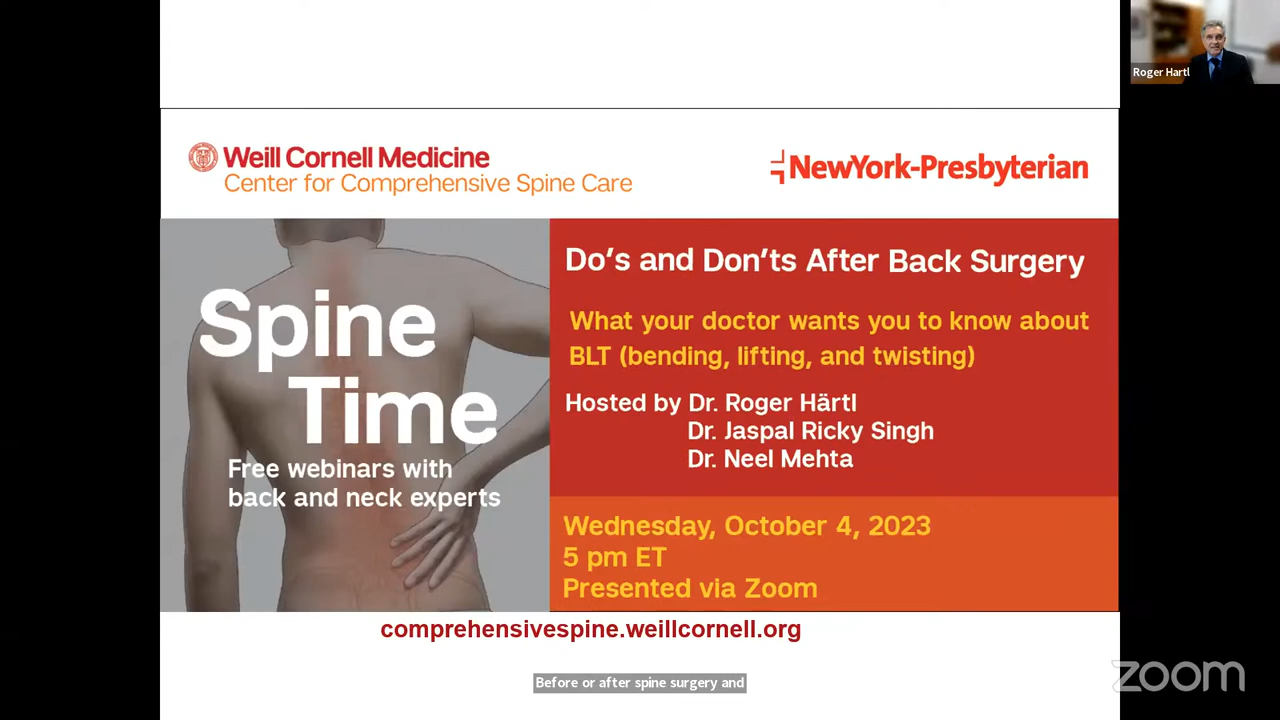 Roger Hartl
Weill Cornell Medicine
Center for Comprehensive Spine Care
NewYork-Presbyterian
Spine
Time
Free webinars with
back and neck experts
Do's and Don'ts After Back Surgery
What your doctor wants you to know about
BLT (bending, lifting, and twisting)
Hosted by Dr. Roger Härtl
Dr. Jaspal Ricky Singh
Dr. Neel Mehta
Wednesday, October 4, 2023
5 pm ET
Presented via Zoom
comprehensivespine.weillcornell.org
Before or after spine surgery and
zoom